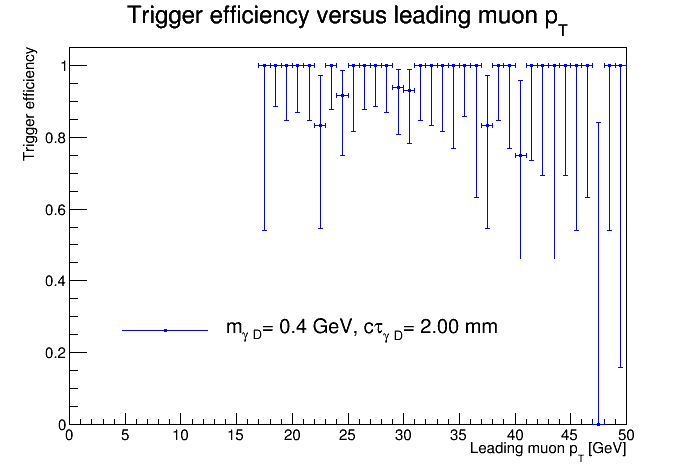 Trigger efficiency versus leading muon p_T
Trigger efficiency
1
0.8
0.6
0.4
0.2
0
m_γ D= 0.4 GeV, cτ_γ D= 2.00 mm
0 5 10 15 20 25 30 35 40 45 50
Leading muon p_T [GeV]